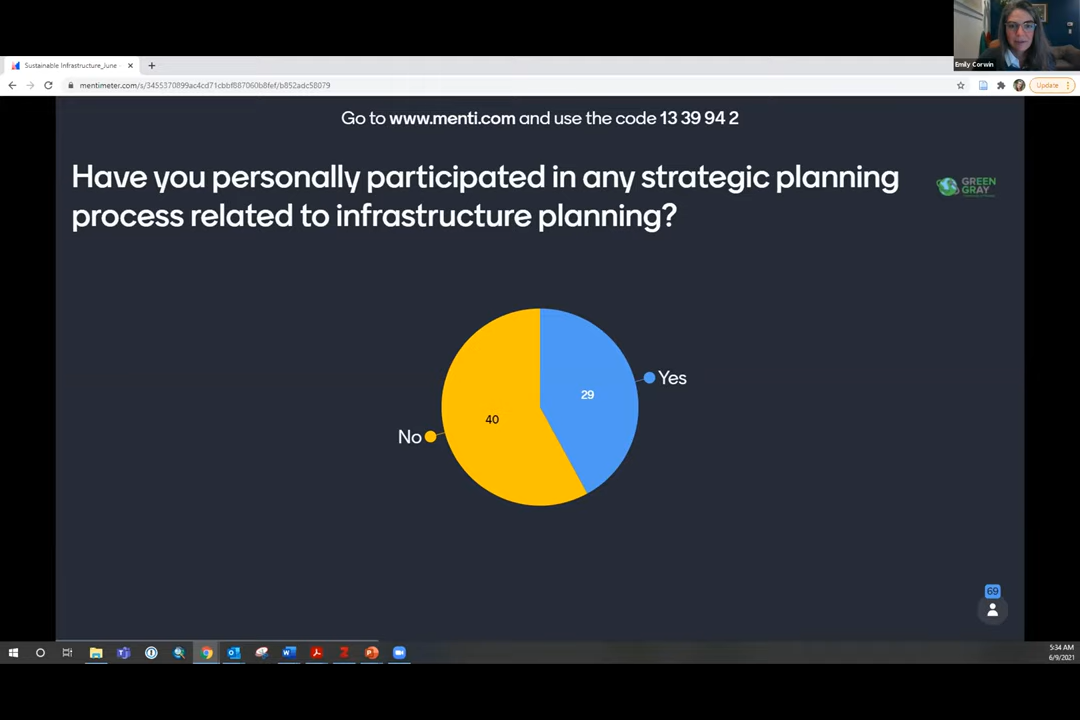 Emily Corwin
Sustainable Infrastructure_June
mentimeter.com/s/3455370899ac4cd71cbbf887060b8fef/b852adc58079
Update
Go to www.menti.com and use the code 13 39 94 2
Have you personally participated in any strategic planning
process related to infrastructure planning?
GREEN
GRAY
Yes
29
40
No
69
5:34 AM
6/9/2021